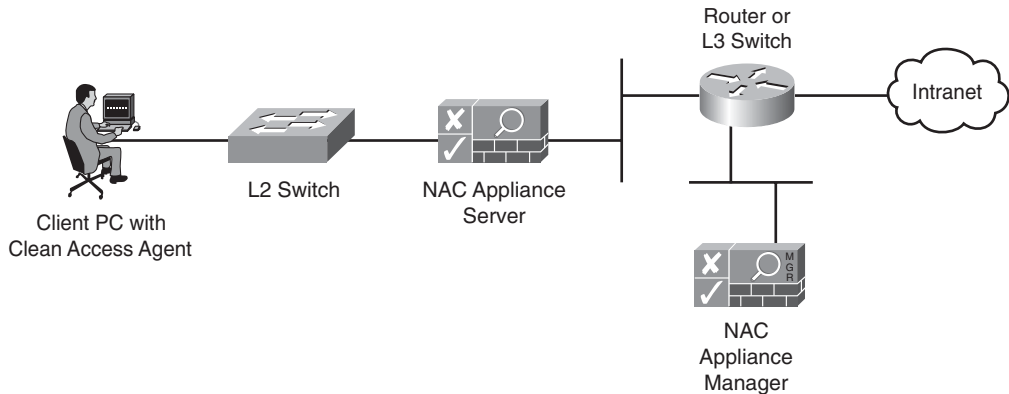 Router or
L3 Switch
Intranet
L2 Switch
NAC Appliance
Server
Client PC with
Clean Access Agent
M
G
R
NAC
Appliance
Manager